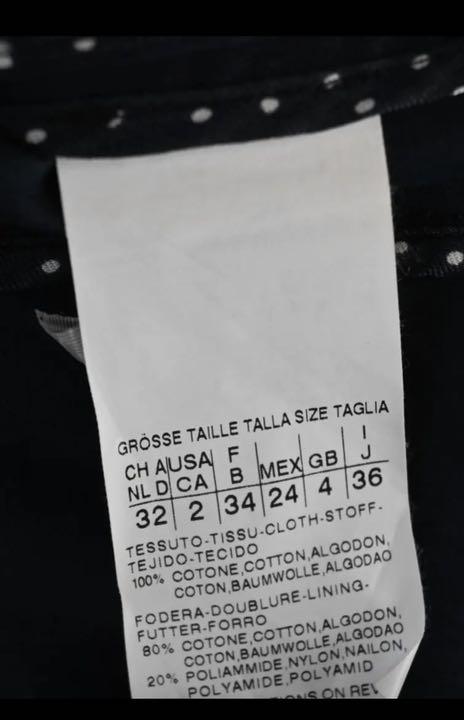 GRÖSSE TAILLE TALLA SIZE TAGLIA
CH A USA F I
NL D CA B MEX GB J
32 2 34 24 4 36
TESSUTO-TISSU-CLOTH-STOFF-
TEJIDO-TECIDO
100% COTONE,COTTON,ALGODON,
COTON,BAUMWOLLE,ALGODAO
FODERA-DOUBLURE-LINING-
FUTTER-FORRO
80% COTONE,COTTON,ALGODON,
COTON,BAUMWOLLE,ALGODAO
20% POLIAMMIDE,NYLON,NAILON,
POLYAMIDE,POLYAMID
ON REV